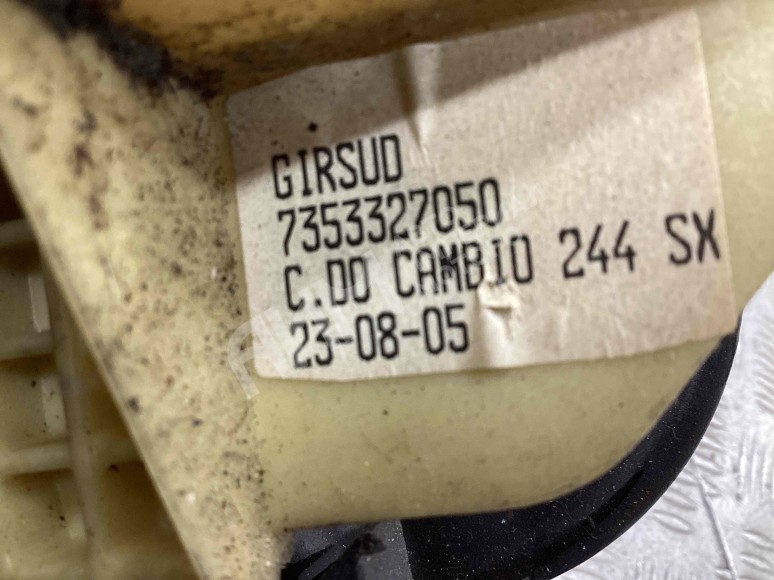 GIRSUD
7353327050
C.DO CAMBIO 244 SX
23-08-05